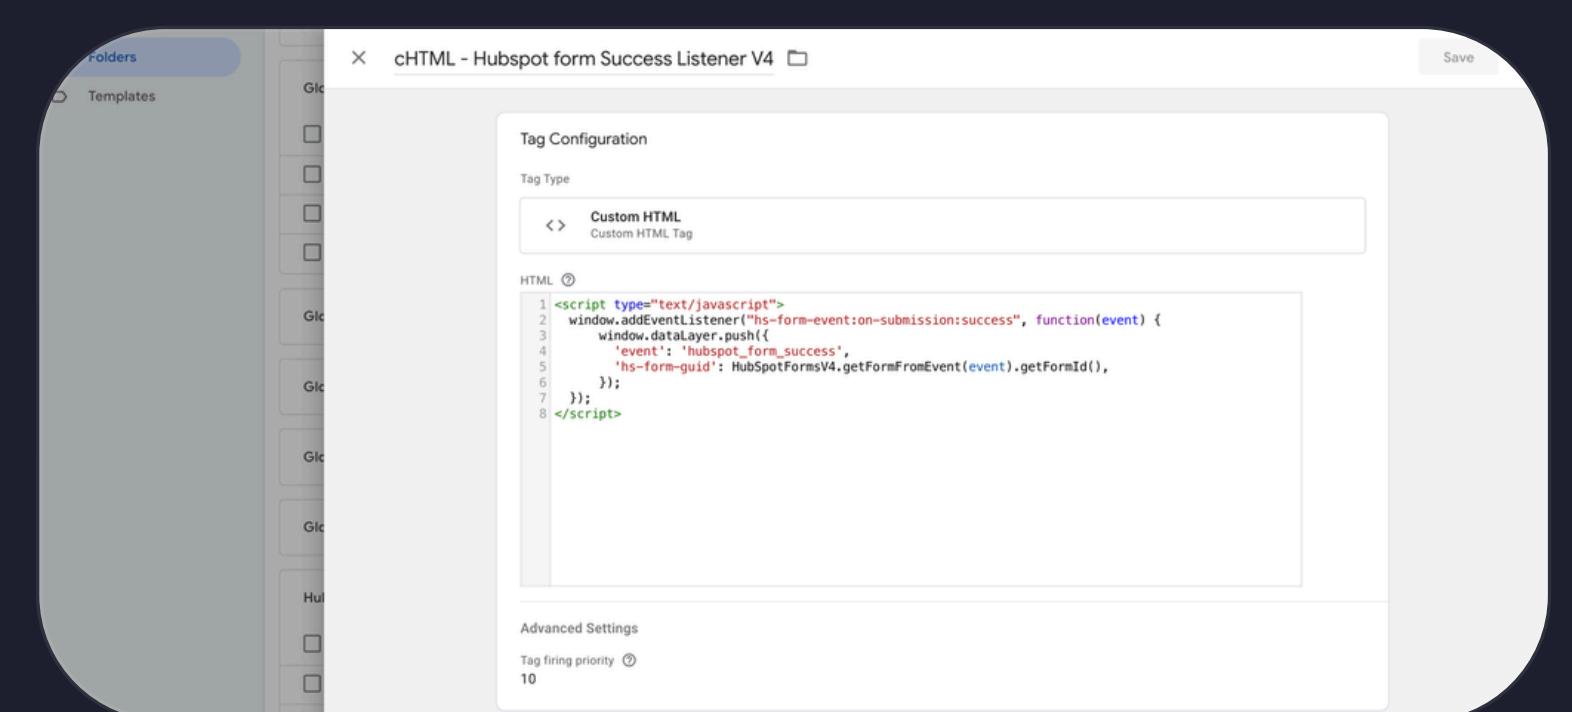 Folders
Templates
cHTML - Hubspot form Success Listener V4
Save
Tag Configuration
Tag Type
Custom HTML
Custom HTML Tag
HTML
1 <script type="text/javascript">
2 window.addEventListener("hs-form-event:on-submission:success", function(event) {
3 window.dataLayer.push({
4 'event': 'hubspot_form_success',
5 'hs-form-guid': HubSpotFormsV4.getFormFromEvent(event).getFormId(),
6 });
7 });
8 </script>
Advanced Settings
Tag firing priority
10
Glo
Glo
Glo
Glo
Glo
Hul